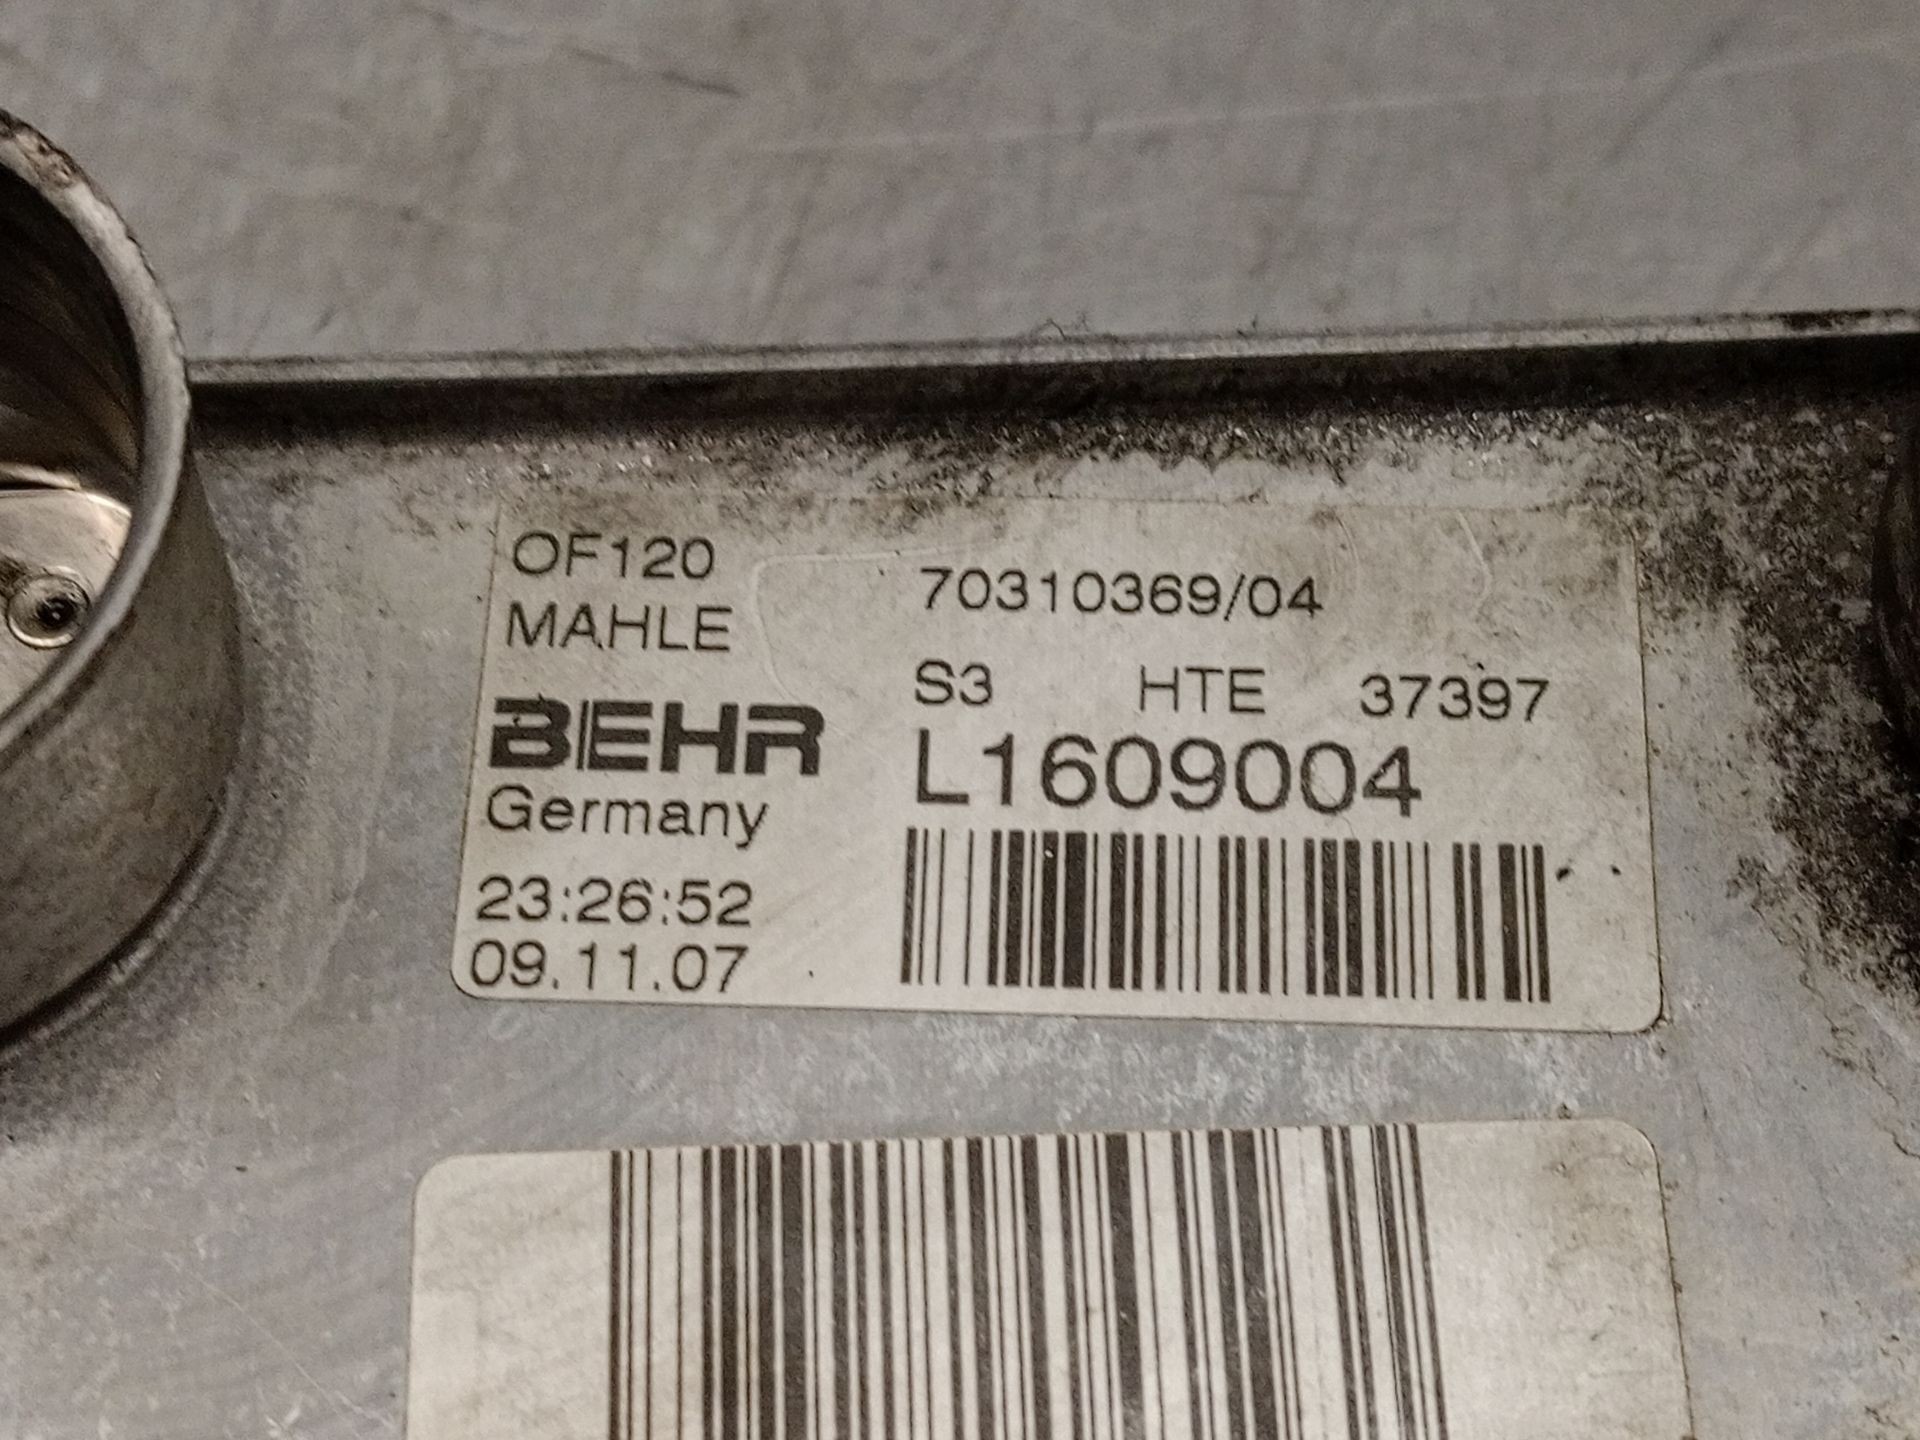 OF120
MAHLE
BEHR
Germany
23:26:52
09.11.07
70310369/04
S3 HTE 37397
L1609004